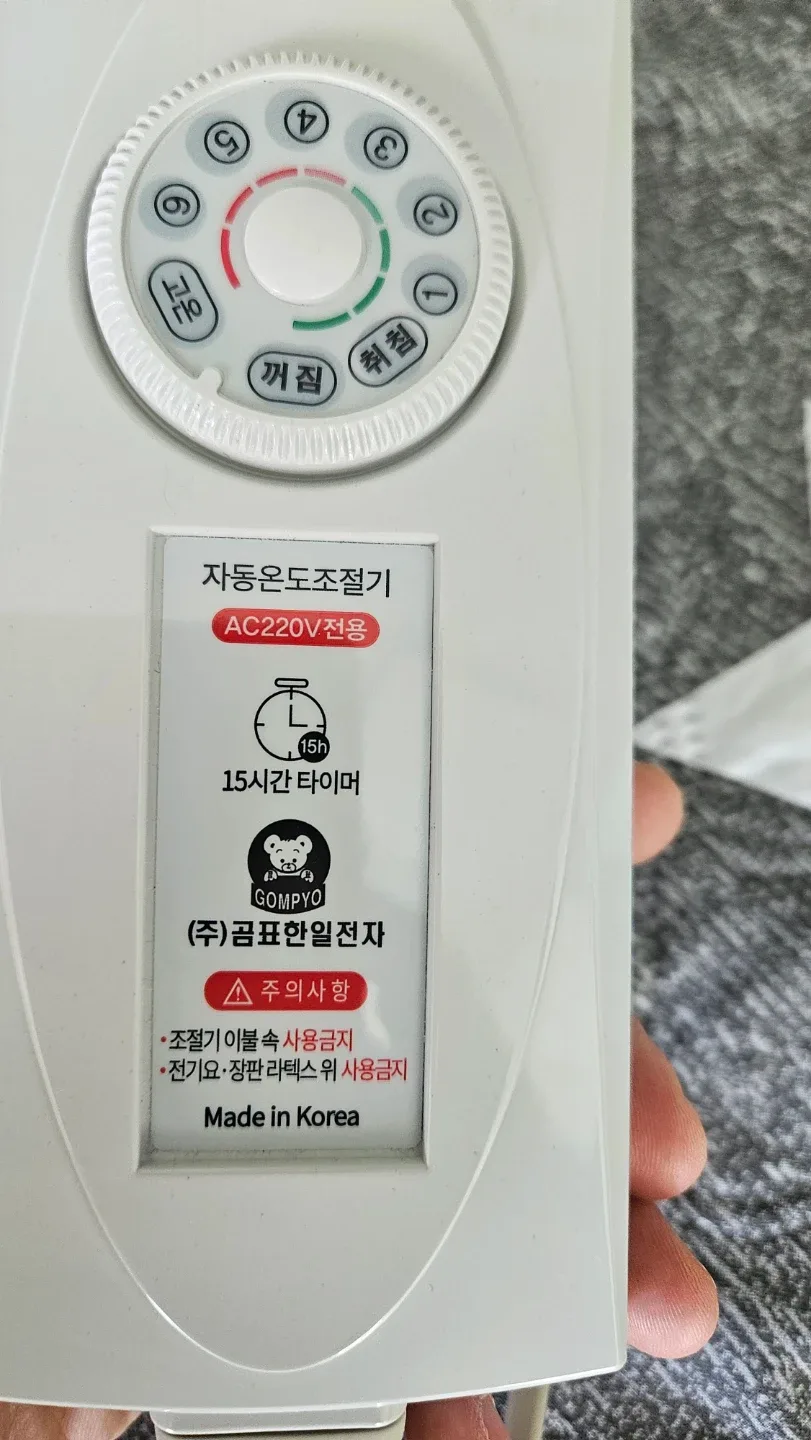 꺼짐
취침
1
2
3
4
5
6
고온
자동온도조절기
AC220V전용
15h
15시간 타이머
GOMPYO
(주)곰표한일전자
주의사항
•조절기 이불 속 사용금지
•전기요·장판 라텍스 위 사용금지
Made in Korea